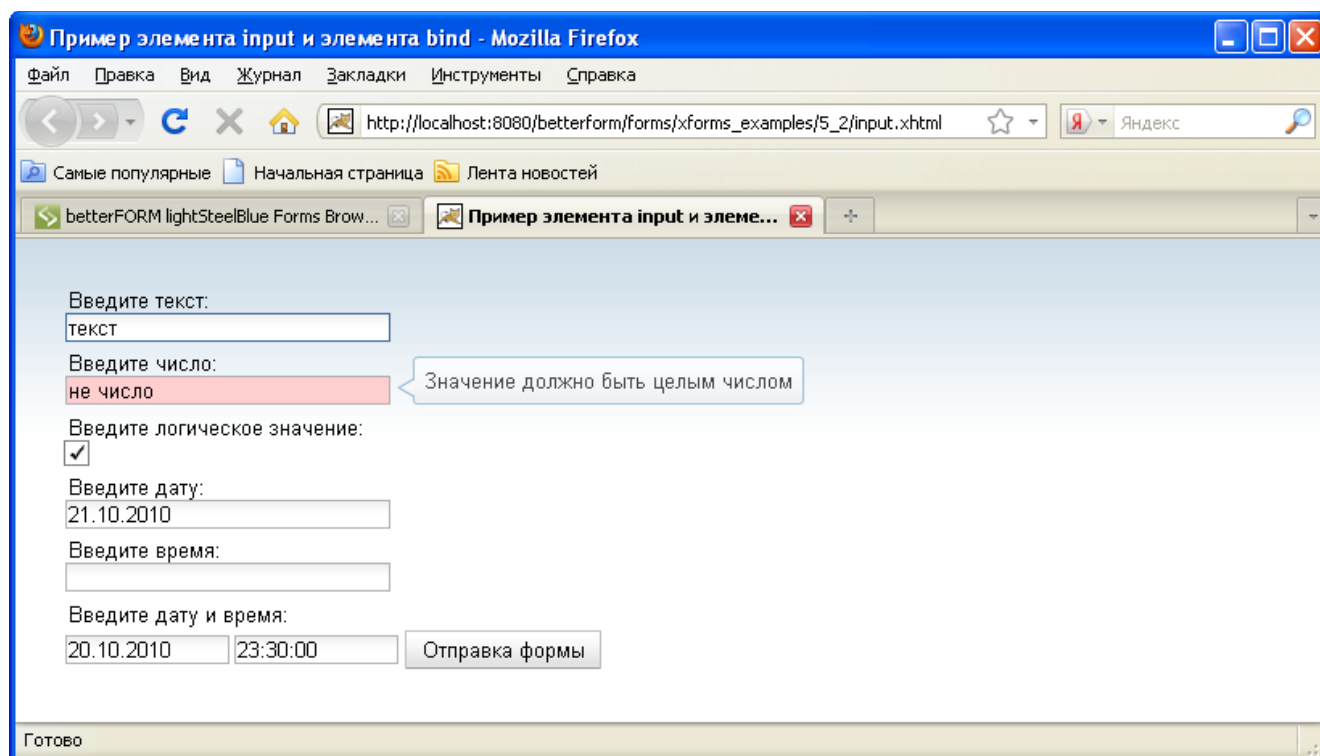 Пример элемента input и элемента bind - Mozilla Firefox
Файл Правка Вид Журнал Закладки Инструменты Справка
http://localhost:8080/betterform/forms/xforms_examples/5_2/input.xhtml Я Яндекс
Самые популярные Начальная страница Лента новостей
betterFORM lightSteelBlue Forms Brow... Пример элемента input и элеме...
Введите текст:
текст
Введите число:
не число Значение должно быть целым числом
Введите логическое значение:
Введите дату:
21.10.2010
Введите время:
Введите дату и время:
20.10.2010 23:30:00 Отправка формы
Готово